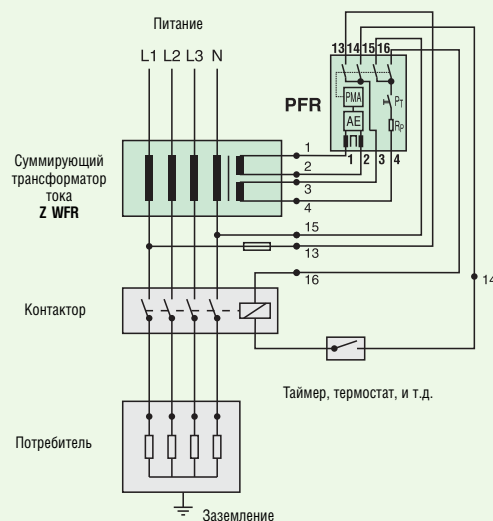 Питание
L1 L2 L3 N
13 14 15 16
PFR
PMA
AE
PT
RP
1 2 3 4
Суммирующий
трансформатор
тока
Z WFR
1
2
3
4
15
13
16
14
Контактор
Таймер, термостат, и т.д.
Потребитель
Заземление